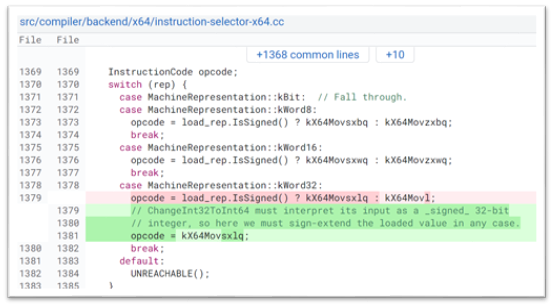 src/compiler/backend/x64/instruction-selector-x64.cc
File File
+1368 common lines +10
1369 1369 InstructionCode opcode;
1370 1370 switch (rep) {
1371 1371 case MachineRepresentation::kBit: // Fall through.
1372 1372 case MachineRepresentation::kWord8:
1373 1373 opcode = load_rep.IsSigned() ? kX64Movsxbq : kX64Movzxbq;
1374 1374 break;
1375 1375 case MachineRepresentation::kWord16:
1376 1376 opcode = load_rep.IsSigned() ? kX64Movsxwq : kX64Movzxwq;
1377 1377 break;
1378 1378 case MachineRepresentation::kWord32:
1379 opcode = load_rep.IsSigned() ? kX64Movsxlq : kX64Movl;
1379 // ChangeInt32ToInt64 must interpret its input as a _signed_ 32-bit
1380 // integer, so here we must sign-extend the loaded value in any case.
1381 opcode = kX64Movsxlq;
1380 1382 break;
1381 1383 default:
1382 1384 UNREACHABLE();
1383 1385 }